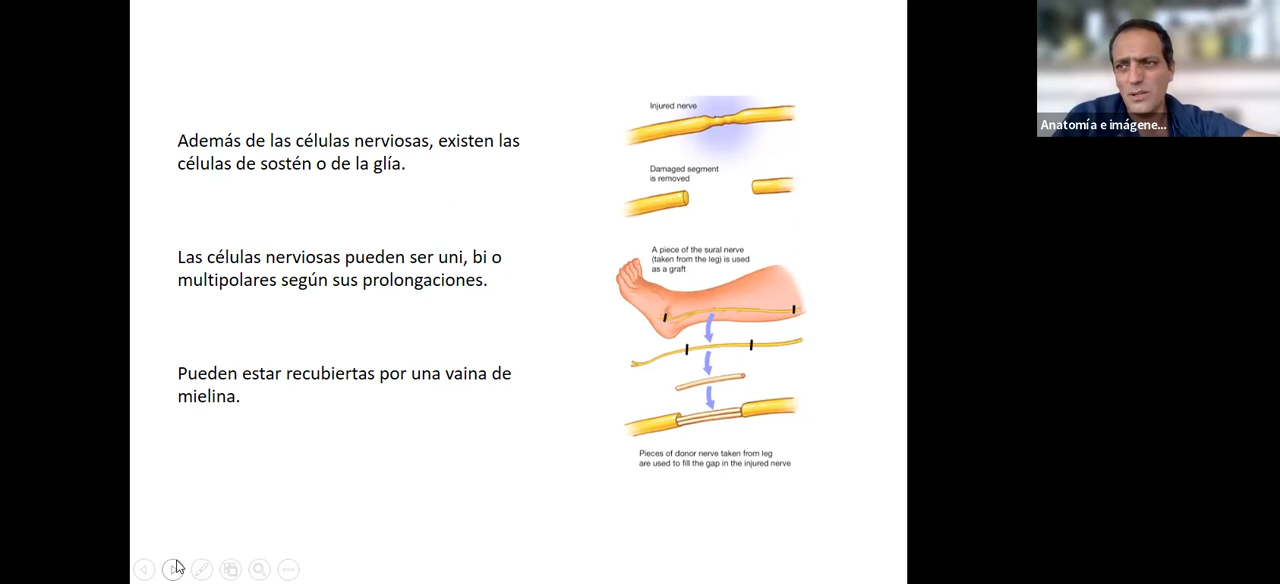 Además de las células nerviosas, existen las
células de sostén o de la glía.
Las células nerviosas pueden ser uni, bi o
multipolares según sus prolongaciones.
Pueden estar recubiertas por una vaina de
mielina.
Injured nerve
Damaged segment
is removed
A piece of the sural nerve
(taken from the leg) is used
as a graft
Pieces of donor nerve taken from leg
are used to fill the gap in the injured nerve
Anatomía e imágene...